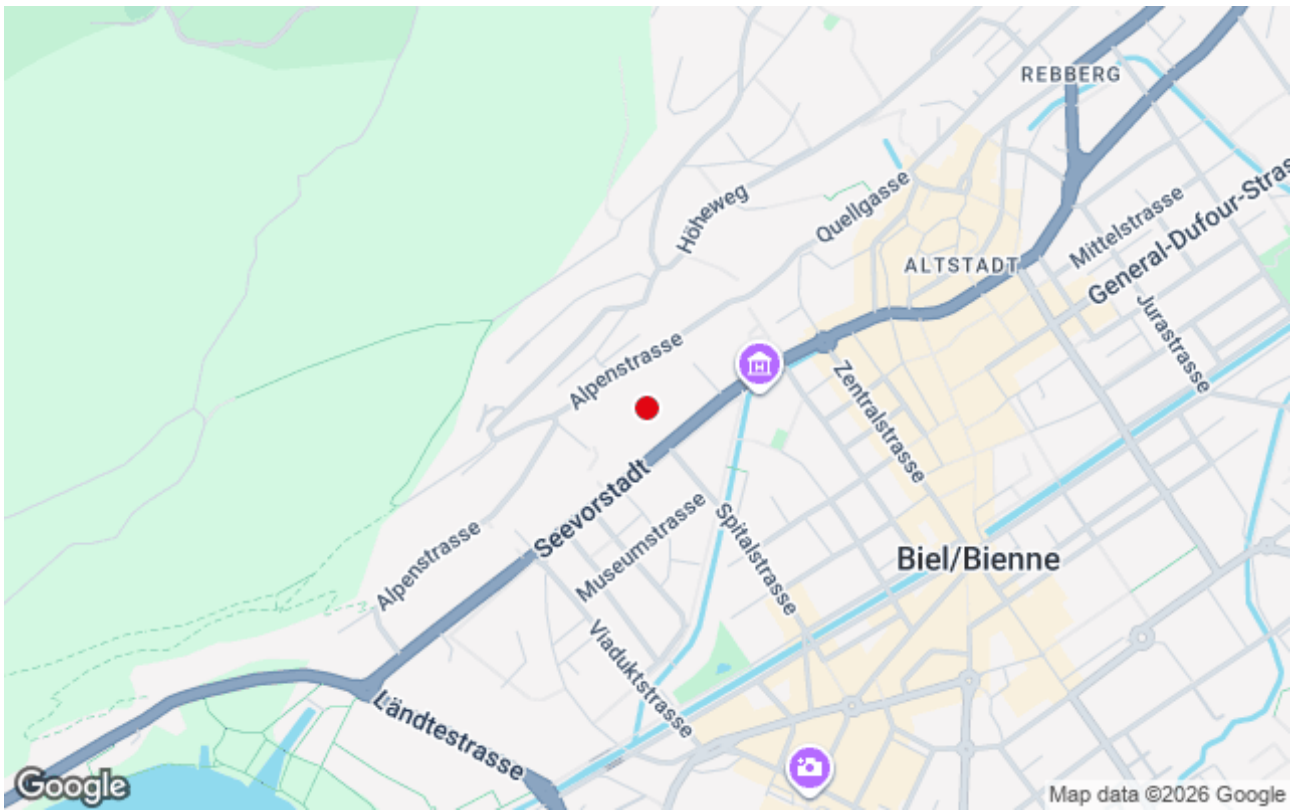 REBBERG
Quellgasse
Höheweg
Mittelstrasse
General-Dufour-Stras
ALTSTADT
Jurastrasse
Alpenstrasse
Zentralstrasse
Seevorstadt
Museumstrasse
Spitalstrasse
Biel/Bienne
Alpenstrasse
Viaduktstrasse
Ländtestrasse
H
Google
Map data ©2026 Google